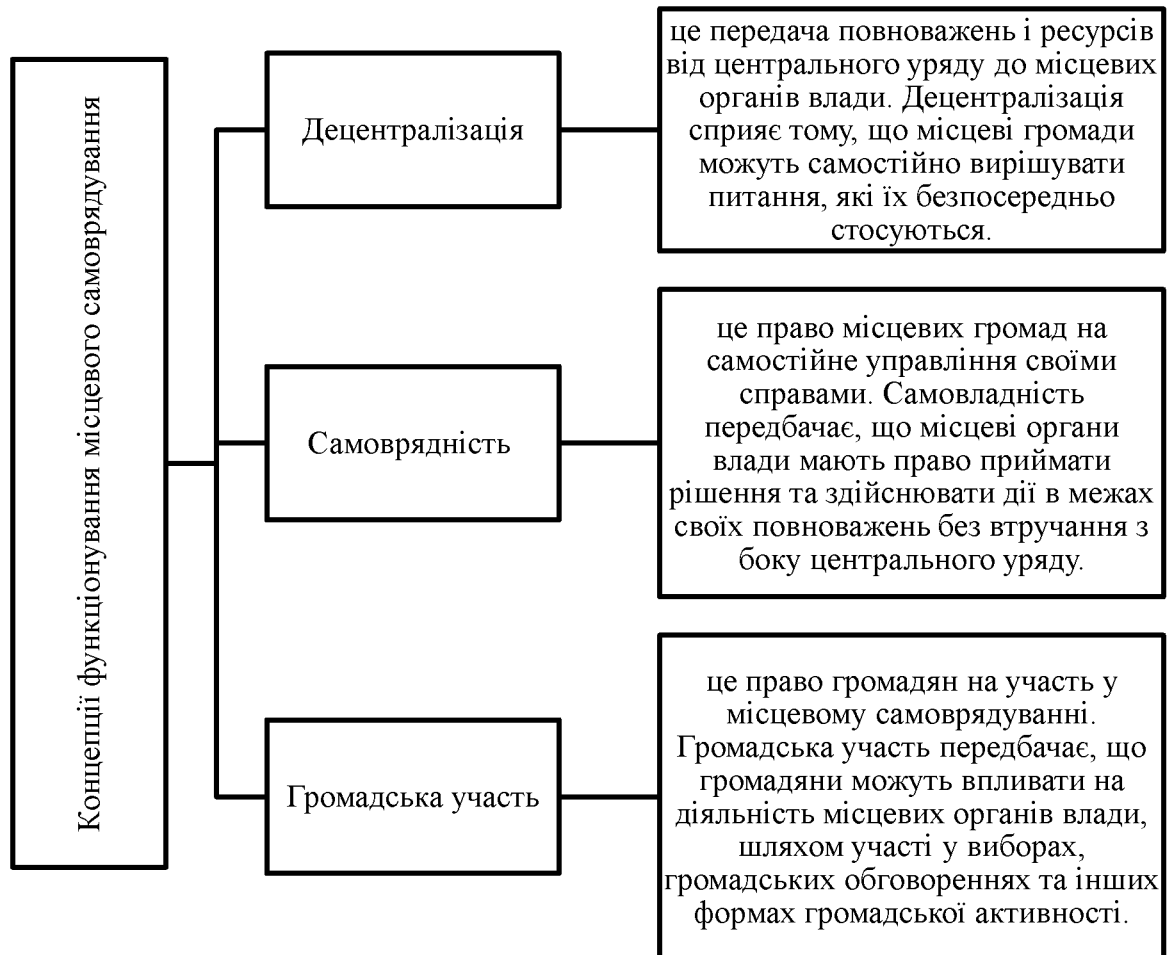 Концепції функціонування місцевого самоврядування
Децентралізація
це передача повноважень і ресурсів
від центрального уряду до місцевих
органів влади. Децентралізація
сприяє тому, що місцеві громади
можуть самостійно вирішувати
питання, які їх безпосередньо
стосуються.
Самоврядність
це право місцевих громад на
самостійне управління своїми
справами. Самовладність
передбачає, що місцеві органи
влади мають право приймати
рішення та здійснювати дії в межах
своїх повноважень без втручання з
боку центрального уряду.
Громадська участь
це право громадян на участь у
місцевому самоврядуванні.
Громадська участь передбачає, що
громадяни можуть впливати на
діяльність місцевих органів влади,
шляхом участі у виборах,
громадських обговореннях та інших
формах громадської активності.